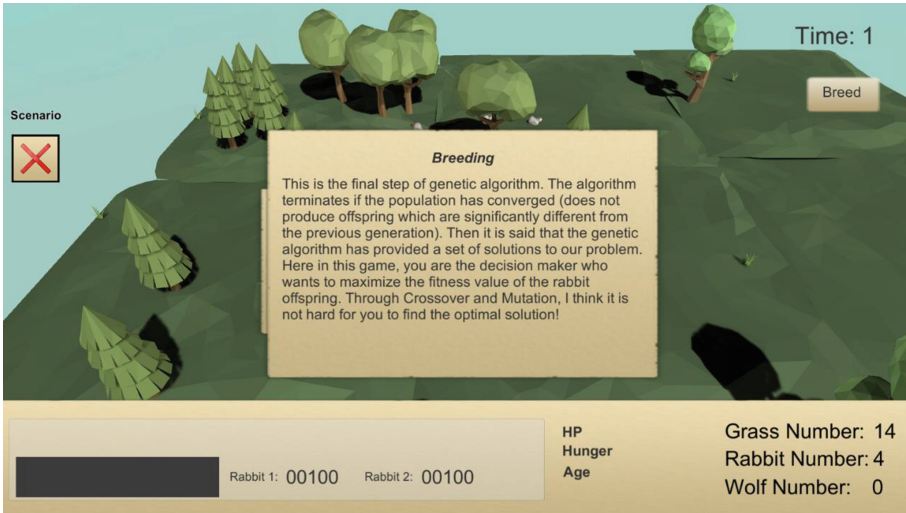 Time: 1
Breed
Scenario
Breeding
This is the final step of genetic algorithm. The algorithm
terminates if the population has converged (does not
produce offspring which are significantly different from
the previous generation). Then it is said that the genetic
algorithm has provided a set of solutions to our problem.
Here in this game, you are the decision maker who
wants to maximize the fitness value of the rabbit
offspring. Through Crossover and Mutation, I think it is
not hard for you to find the optimal solution!
Rabbit 1: 00100 Rabbit 2: 00100
HP
Hunger
Age
Grass Number: 14
Rabbit Number: 4
Wolf Number: 0